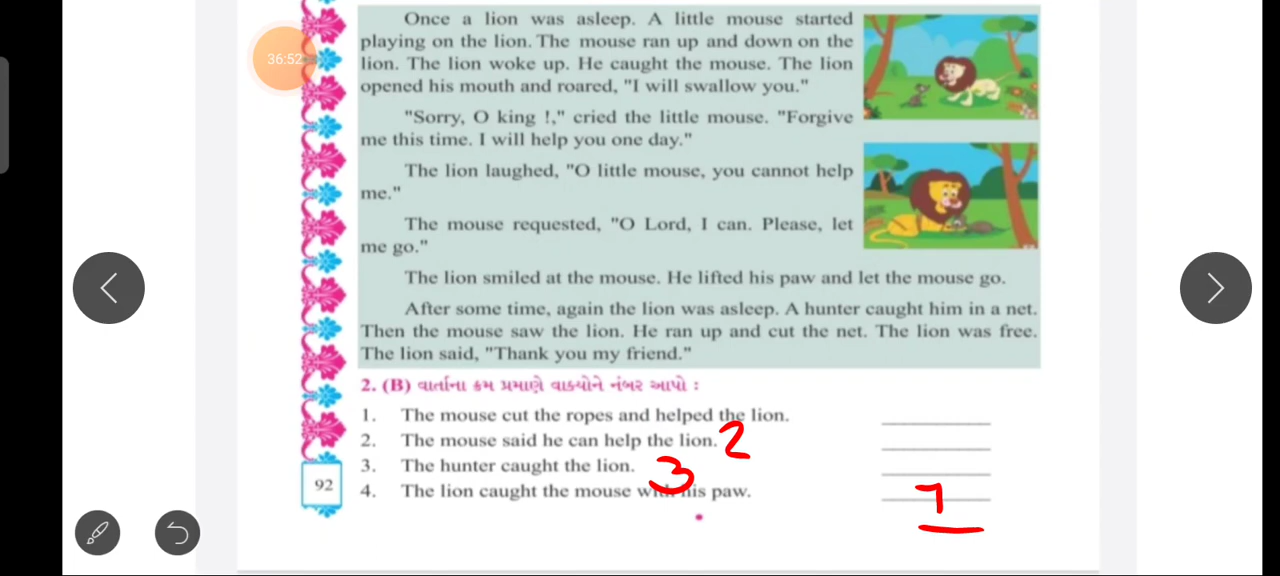 36:52
Once a lion was asleep. A little mouse started
playing on the lion. The mouse ran up and down on the
lion. The lion woke up. He caught the mouse. The lion
opened his mouth and roared, "I will swallow you."
"Sorry, O king !," cried the little mouse. "Forgive
me this time. I will help you one day."
The lion laughed, "O little mouse, you cannot help
me."
The mouse requested, "O Lord, I can. Please, let
me go."
The lion smiled at the mouse. He lifted his paw and let the mouse go.
After some time, again the lion was asleep. A hunter caught him in a net.
Then the mouse saw the lion. He ran up and cut the net. The lion was free.
The lion said, "Thank you my friend."
2. (B) વાર્તાના ક્રમ પ્રમાણે વાક્યોને નંબર આપો :
1. The mouse cut the ropes and helped the lion.
2. The mouse said he can help the lion. 2
3. The hunter caught the lion. 3
4. The lion caught the mouse with his paw. 1
92